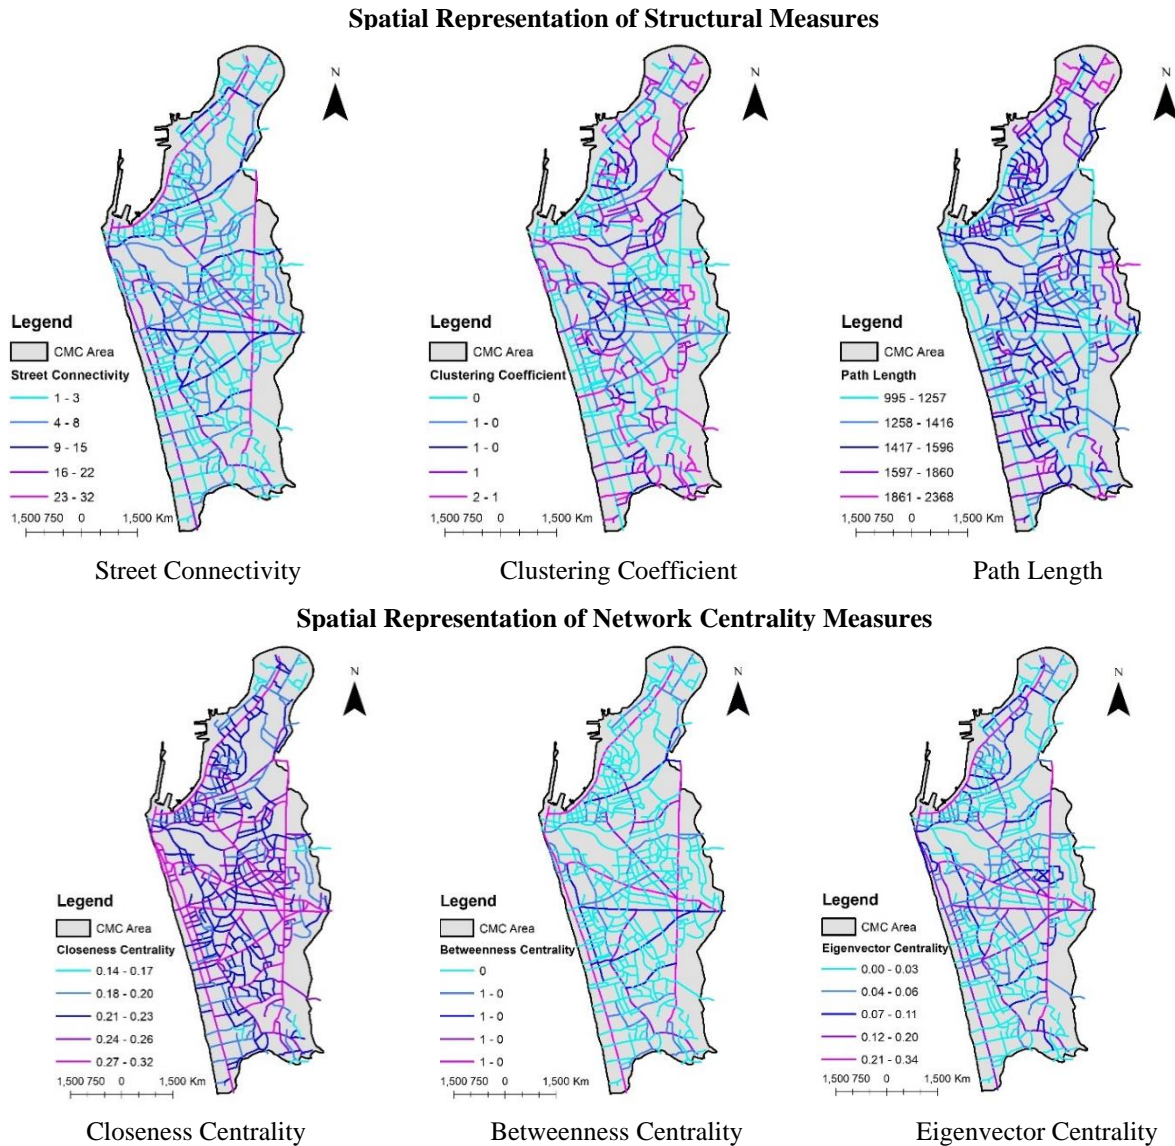 Spatial Representation of Structural Measures
N
Legend
CMC Area
Street Connectivity
1 - 3
4 - 8
9 - 15
16 - 22
23 - 32
1,500 750 0 1,500 Km
Street Connectivity
N
Legend
CMC Area
Clustering Coefficient
0
1 - 0
1 - 0
1
2 - 1
1,500 750 0 1,500 Km
Clustering Coefficient
N
Legend
CMC Area
Path Length
995 - 1257
1258 - 1416
1417 - 1596
1597 - 1860
1861 - 2368
1,500 750 0 1,500 Km
Path Length
Spatial Representation of Network Centrality Measures
N
Legend
CMC Area
Closeness Centrality
0.14 - 0.17
0.18 - 0.20
0.21 - 0.23
0.24 - 0.26
0.27 - 0.32
1,500 750 0 1,500 Km
Closeness Centrality
N
Legend
CMC Area
Betweenness Centrality
0
1 - 0
1 - 0
1 - 0
1 - 0
1,500 750 0 1,500 Km
Betweenness Centrality
N
Legend
CMC Area
Eigenvector Centrality
0.00 - 0.03
0.04 - 0.06
0.07 - 0.11
0.12 - 0.20
0.21 - 0.34
1,500 750 0 1,500 Km
Eigenvector Centrality